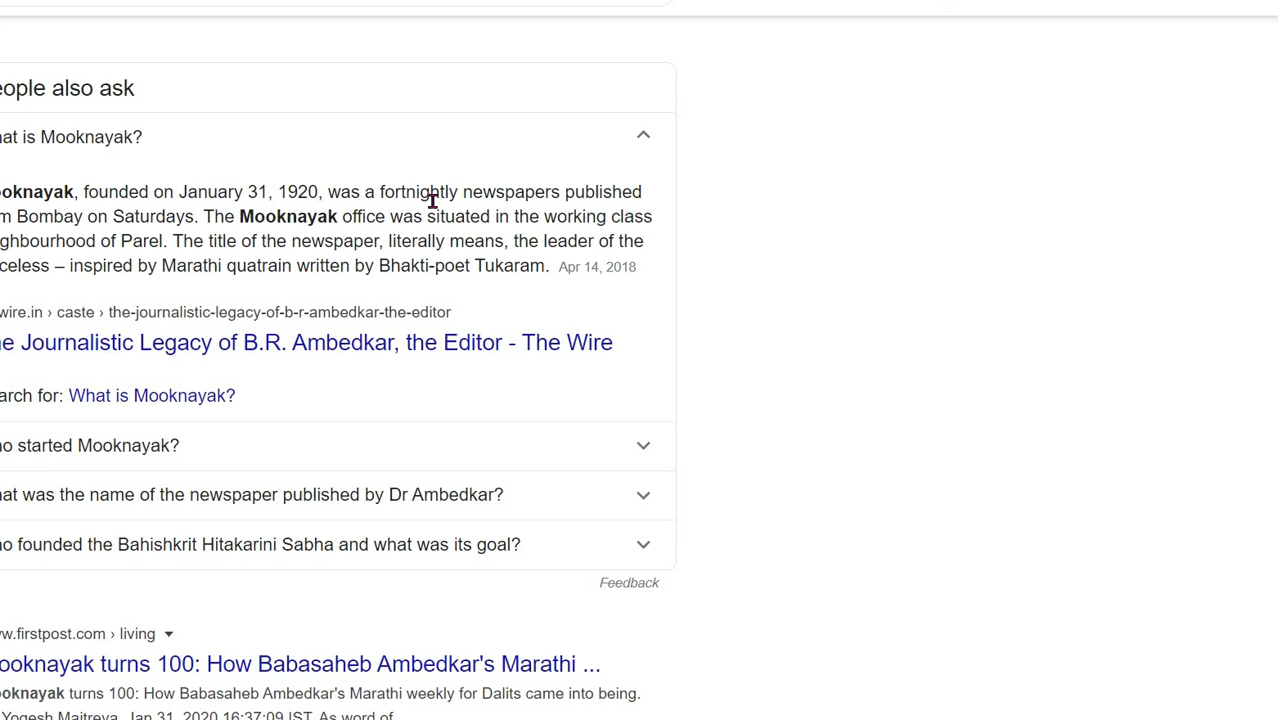 eople also ask
at is Mooknayak?
oknayak, founded on January 31, 1920, was a fortnightly newspapers published
m Bombay on Saturdays. The Mooknayak office was situated in the working class
ghbourhood of Parel. The title of the newspaper, literally means, the leader of the
celess – inspired by Marathi quatrain written by Bhakti-poet Tukaram. Apr 14, 2018
wire.in › caste › the-journalistic-legacy-of-b-r-ambedkar-the-editor
e Journalistic Legacy of B.R. Ambedkar, the Editor - The Wire
arch for: What is Mooknayak?
o started Mooknayak?
at was the name of the newspaper published by Dr Ambedkar?
o founded the Bahishkrit Hitakarini Sabha and what was its goal?
Feedback
w.firstpost.com › living
ooknayak turns 100: How Babasaheb Ambedkar's Marathi ...
oknayak turns 100: How Babasaheb Ambedkar's Marathi weekly for Dalits came into being.
Yogesh Maitreya. Jan 31, 2020 16:37:09 IST. As word of